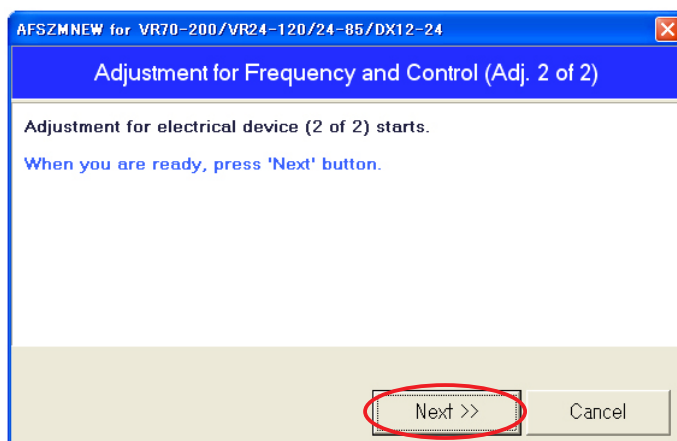 AFSZMNEW for VR70-200/VR24-120/24-85/DX12-24
Adjustment for Frequency and Control (Adj. 2 of 2)
Adjustment for electrical device (2 of 2) starts.
When you are ready, press 'Next' button.
Next >> Cancel